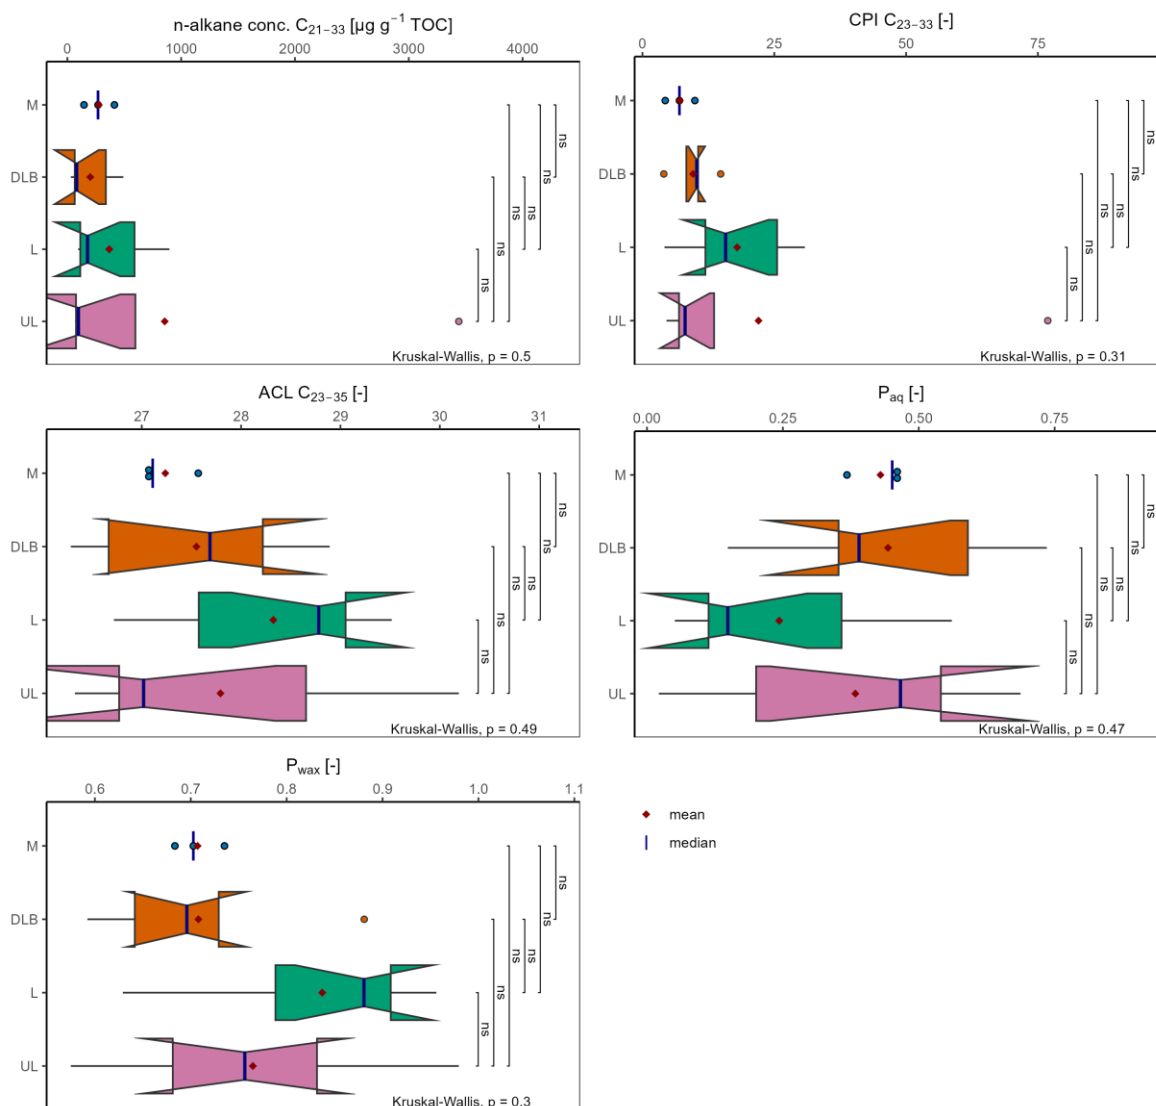 n-alkane conc. C₂₁₋₃₃ [µg g⁻¹ TOC]
0 1000 2000 3000 4000
M
DLB
L
UL
ns ns ns ns ns ns
Kruskal-Wallis, p = 0.5
CPI C₂₃₋₃₃ [-]
0 25 50 75
M
DLB
L
UL
ns ns ns ns ns ns
Kruskal-Wallis, p = 0.31
ACL C₂₃₋₃₅ [-]
27 28 29 30 31
M
DLB
L
UL
ns ns ns ns ns ns
Kruskal-Wallis, p = 0.49
Paq [-]
0.00 0.25 0.50 0.75
M
DLB
L
UL
ns ns ns ns ns ns
Kruskal-Wallis, p = 0.47
Pwax [-]
0.6 0.7 0.8 0.9 1.0 1.1
M
DLB
L
UL
ns ns ns ns ns ns
Kruskal-Wallis, p = 0.3
mean
median